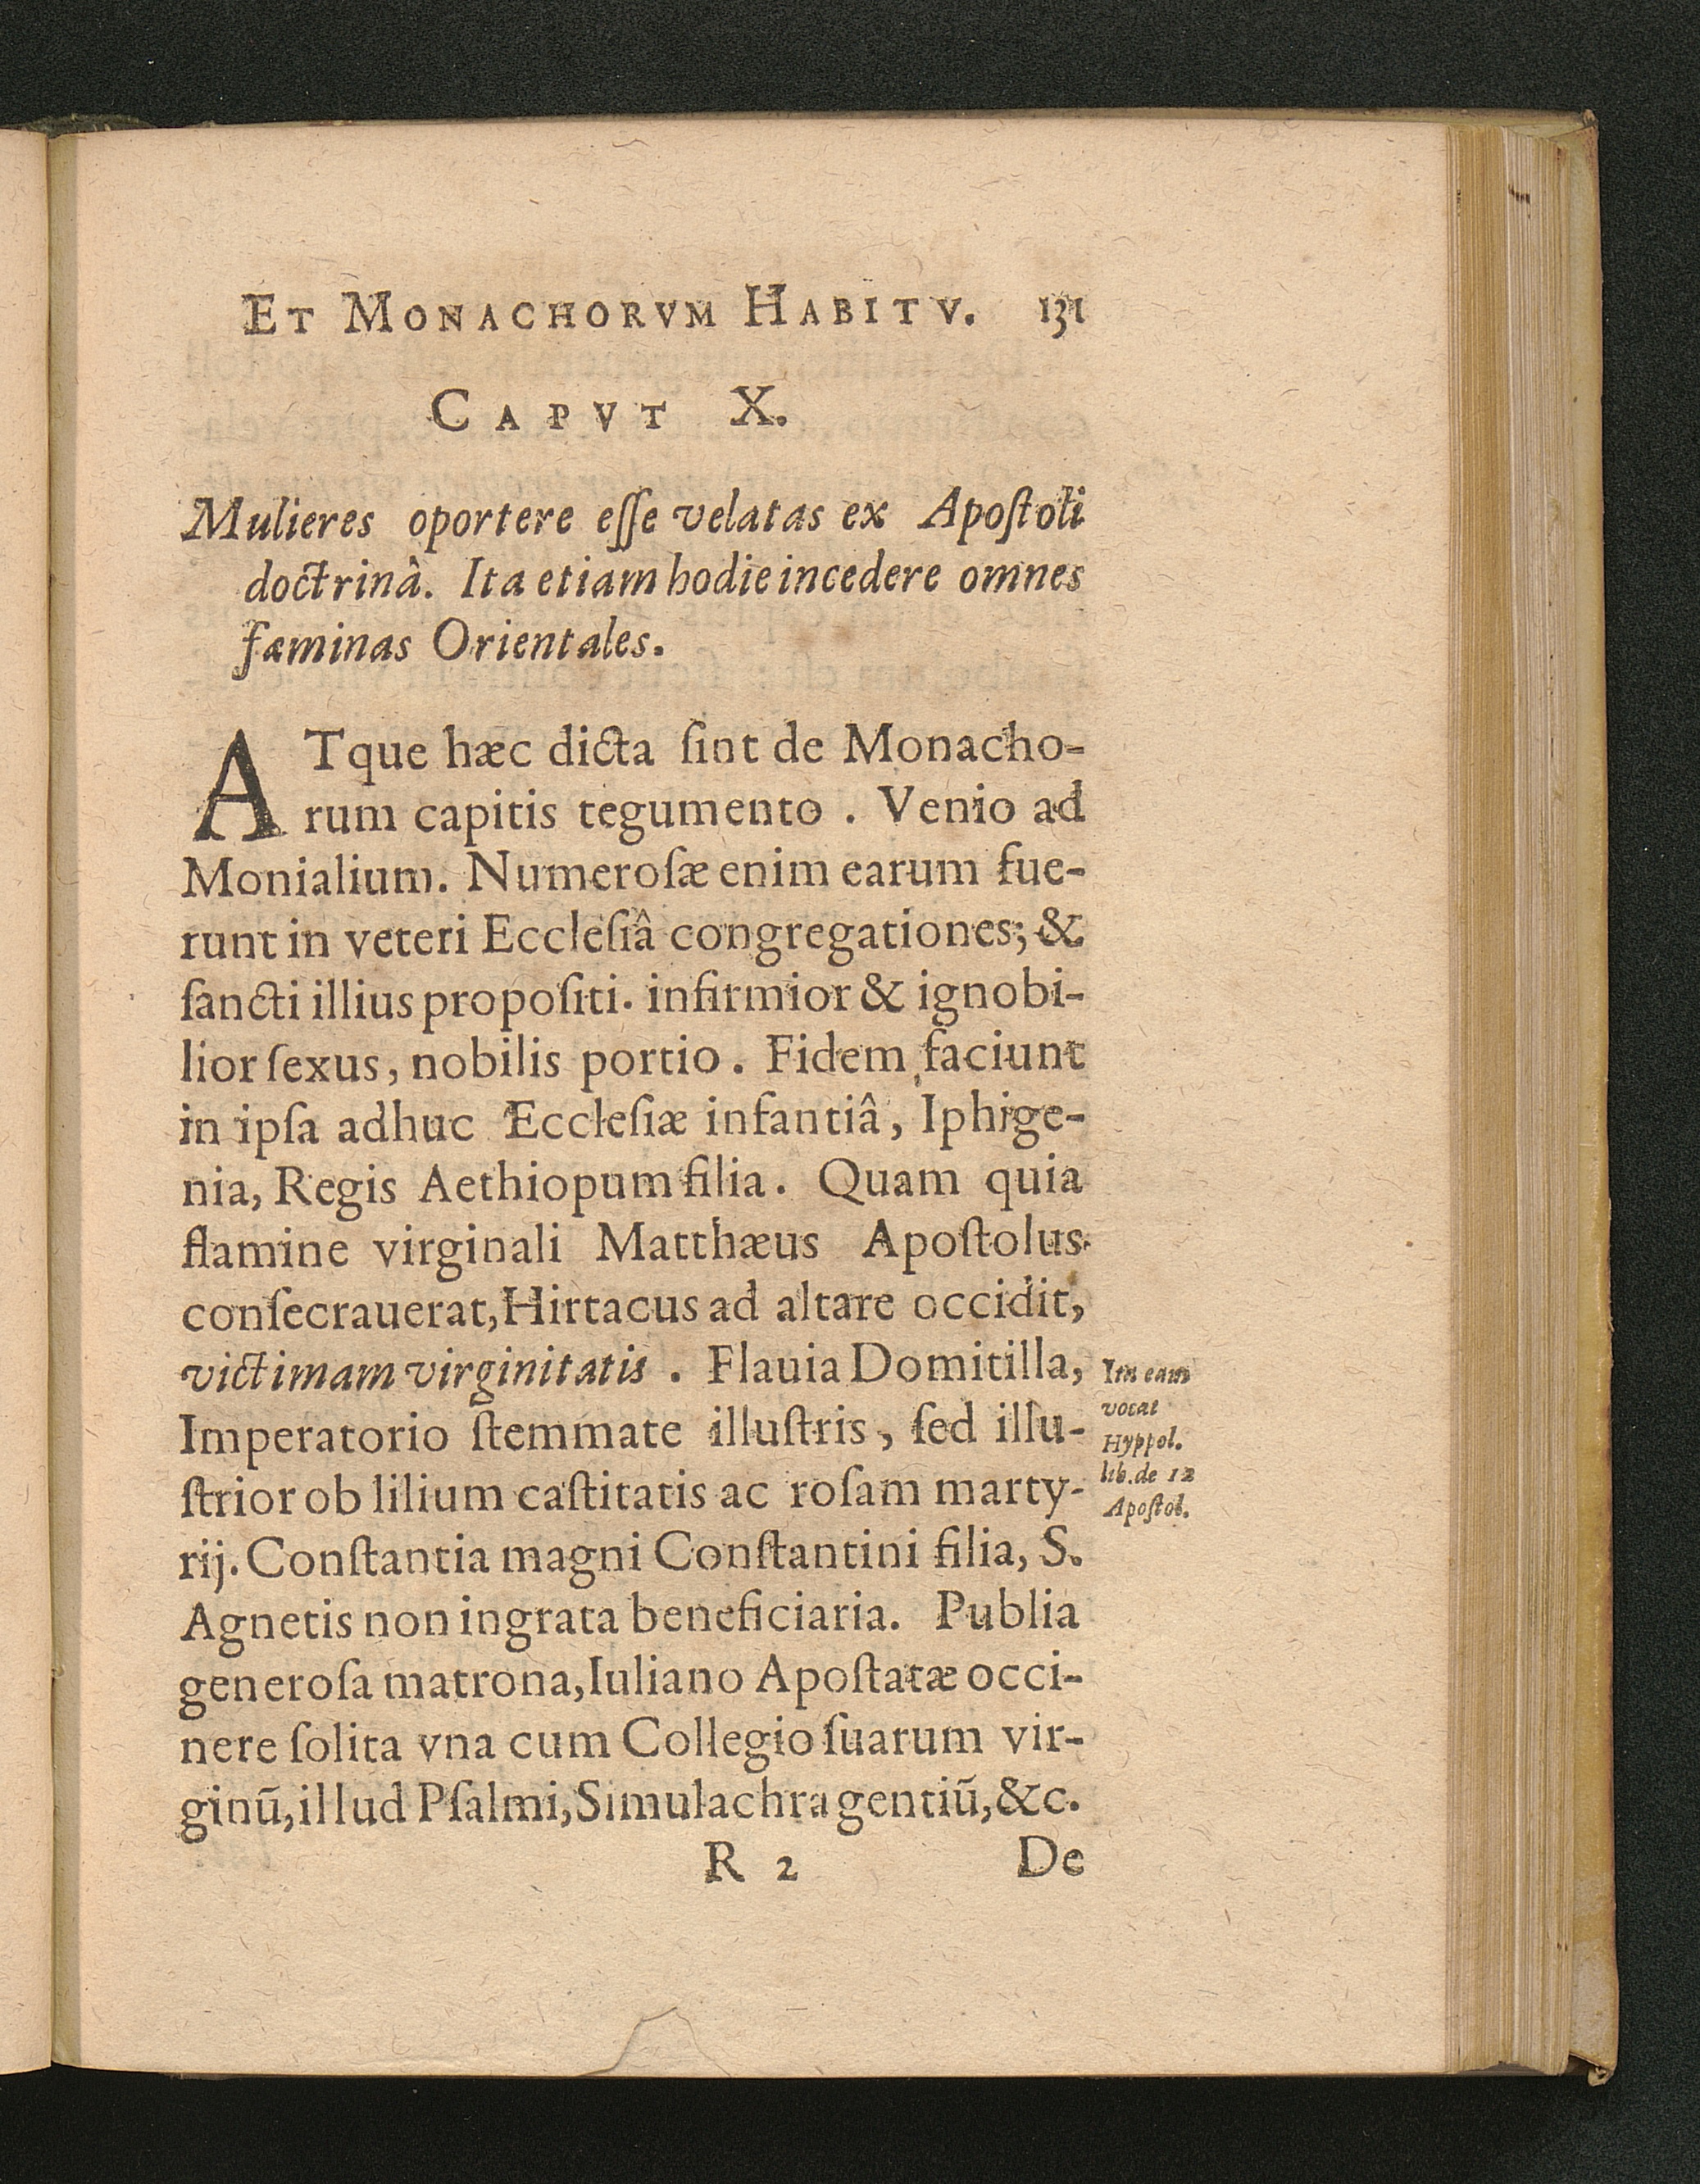 ET MONACHORVM HABITV. 131
CAPVT X.
Mulieres oportere eſſe velatas ex Apoſtoli
doctrinâ. Ita etiam hodie incedere omnes
fæminas Orientales.
ATque hæc dicta ſint de Monacho-
rum capitis tegumento. Venio ad
Monialium. Numeroſæ enim earum fue-
runt in veteri Eccleſiâ congregationes; &
ſancti illius propoſiti. infirmior & ignobi-
lior ſexus, nobilis portio. Fidem faciunt
in ipſa adhuc Eccleſiæ infantiâ, Iphige-
nia, Regis Aethiopum filia. Quam quia
flamine virginali Matthæus Apoſtolus
conſecrauerat, Hirtacus ad altare occidit,
victimam virginitatis. Flauia Domitilla,
Imperatorio ſtemmate illuſtris, ſed illu-
ſtrior ob lilium caſtitatis ac roſam marty-
rij. Conſtantia magni Conſtantini filia, S.
Agnetis non ingrata beneficiaria. Publia
generoſa matrona, Iuliano Apoſtatæ occi-
nere ſolita vna cum Collegio ſuarum vir-
ginũ, illud Pſalmi, Simulachra gentiũ, &c.
R 2 De
eam
vocat
Hyppol.
lib. de 12
Apoſtol.